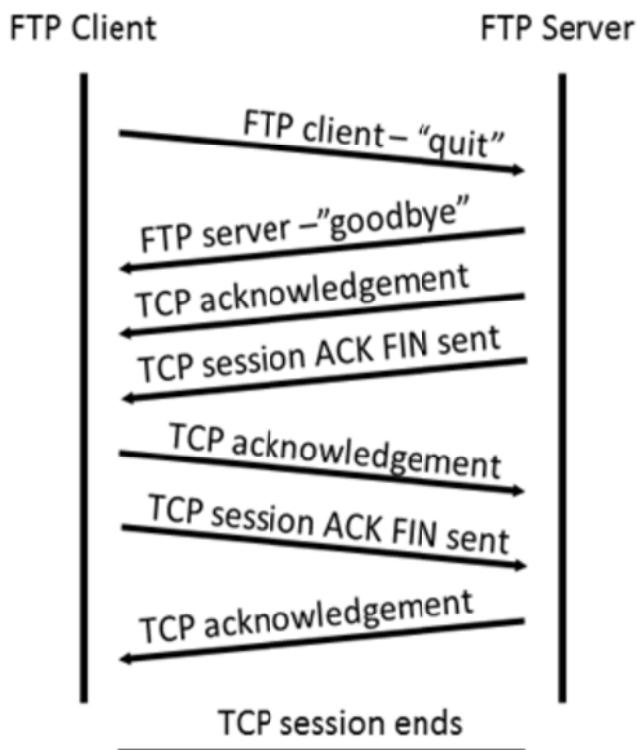 FTP Client FTP Server
FTP client – “quit”
FTP server –”goodbye”
TCP acknowledgement
TCP session ACK FIN sent
TCP acknowledgement
TCP session ACK FIN sent
TCP acknowledgement
TCP session ends